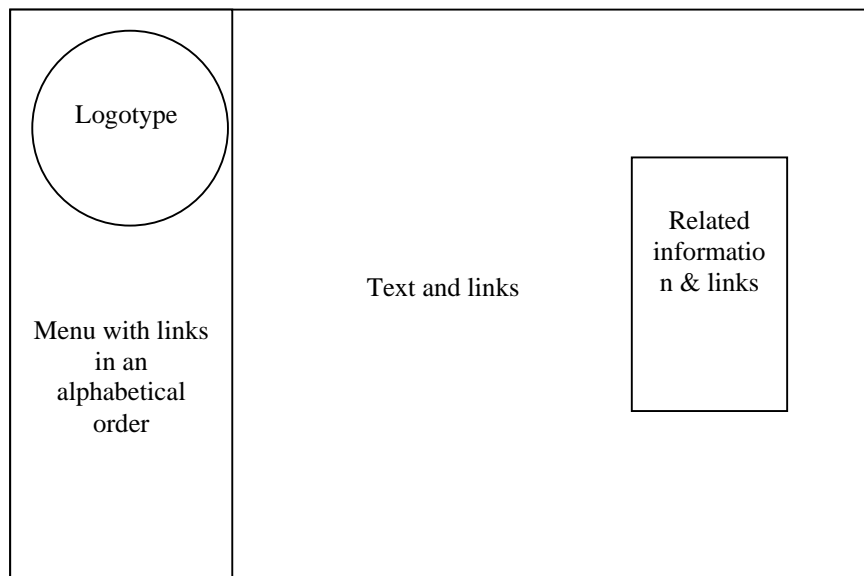 Logotype
Menu with links
in an
alphabetical
order
Text and links
Related
informatio
n & links